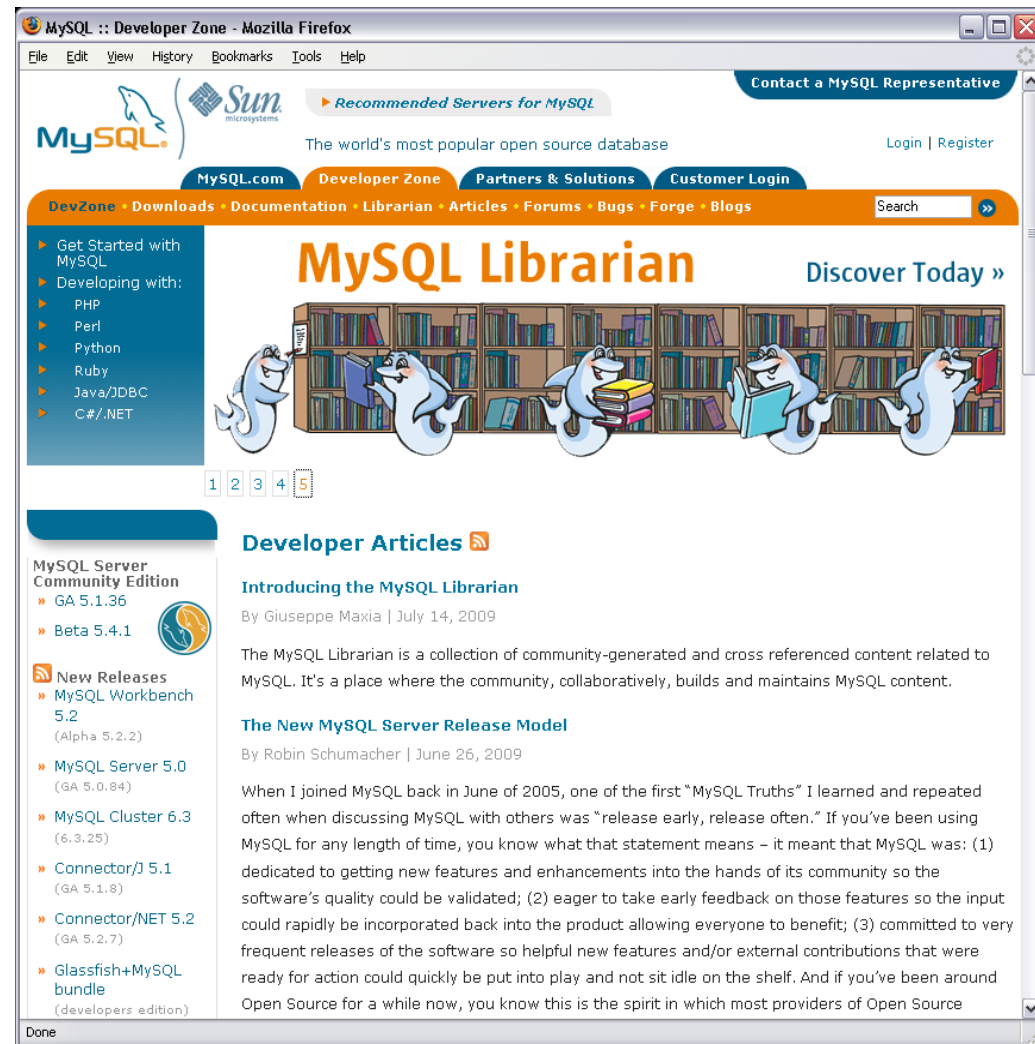 MySQL :: Developer Zone - Mozilla Firefox
File Edit View History Bookmarks Tools Help
Contact a MySQL Representative
MySQL.
Sun
microsystems
Recommended Servers for MySQL
The world's most popular open source database
Login | Register
MySQL.com Developer Zone Partners & Solutions Customer Login
DevZone • Downloads • Documentation • Librarian • Articles • Forums • Bugs • Forge • Blogs
Search »
Get Started with
MySQL
Developing with:
PHP
Perl
Python
Ruby
Java/JDBC
C#/.NET
MySQL Librarian
Discover Today »
1 2 3 4 5
MySQL Server
Community Edition
» GA 5.1.36
» Beta 5.4.1
New Releases
» MySQL Workbench
5.2
(Alpha 5.2.2)
» MySQL Server 5.0
(GA 5.0.84)
» MySQL Cluster 6.3
(6.3.25)
» Connector/J 5.1
(GA 5.1.8)
» Connector/NET 5.2
(GA 5.2.7)
» Glassfish+MySQL
bundle
(developers edition)
Developer Articles
Introducing the MySQL Librarian
By Giuseppe Maxia | July 14, 2009
The MySQL Librarian is a collection of community-generated and cross referenced content related to
MySQL. It's a place where the community, collaboratively, builds and maintains MySQL content.
The New MySQL Server Release Model
By Robin Schumacher | June 26, 2009
When I joined MySQL back in June of 2005, one of the first “MySQL Truths” I learned and repeated
often when discussing MySQL with others was “release early, release often.” If you’ve been using
MySQL for any length of time, you know what that statement means – it meant that MySQL was: (1)
dedicated to getting new features and enhancements into the hands of its community so the
software’s quality could be validated; (2) eager to take early feedback on those features so the input
could rapidly be incorporated back into the product allowing everyone to benefit; (3) committed to very
frequent releases of the software so helpful new features and/or external contributions that were
ready for action could quickly be put into play and not sit idle on the shelf. And if you’ve been around
Open Source for a while now, you know this is the spirit in which most providers of Open Source
Done